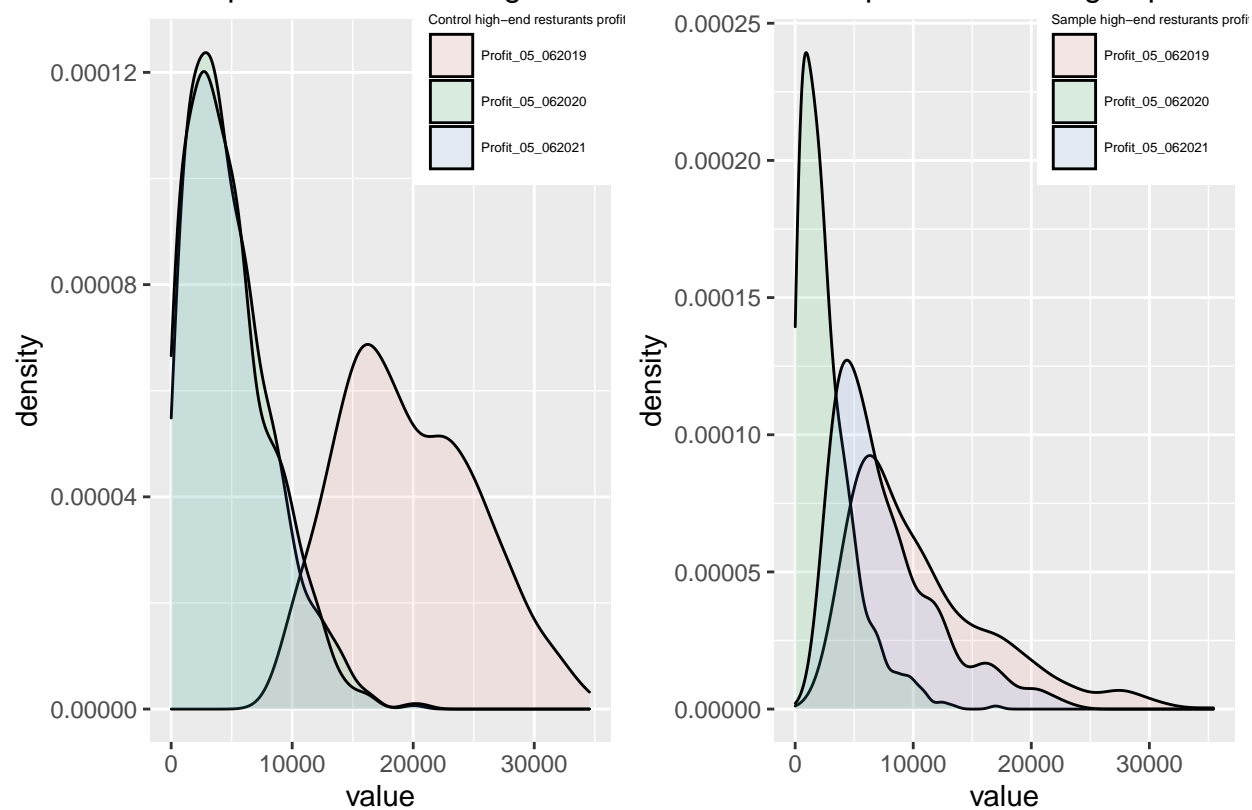 Control high−end resturants profit
Profit_05_062019
Profit_05_062020
Profit_05_062021
0.00012
0.00008
0.00004
0.00000
density
0
10000
20000
30000
value
Sample high−end resturants profit
Profit_05_062019
Profit_05_062020
Profit_05_062021
0.00025
0.00020
0.00015
0.00010
0.00005
0.00000
density
0
10000
20000
30000
value